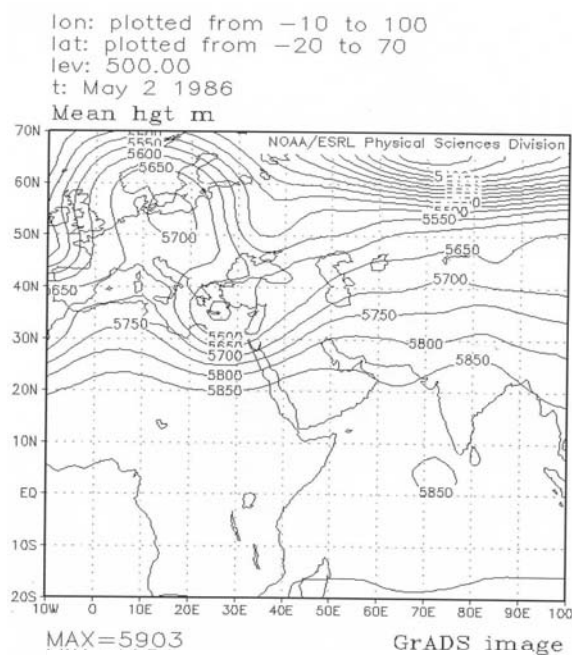 lon: plotted from −10 to 100
lat: plotted from −20 to 70
lev: 500.00
t: May 2 1986
Mean hgt m
NOAA/ESRL Physical Sciences Division
70N
60N
50N
40N
30N
20N
10N
EQ
10S
20S
5550
5600
5650
5700
5650
5750
5600
5650
5700
5800
5850
5500
5550
5650
5700
5750
5800
5850
5850
10W 0 10E 20E 30E 40E 50E 60E 70E 80E 90E 100
MAX=5903
GrADS image